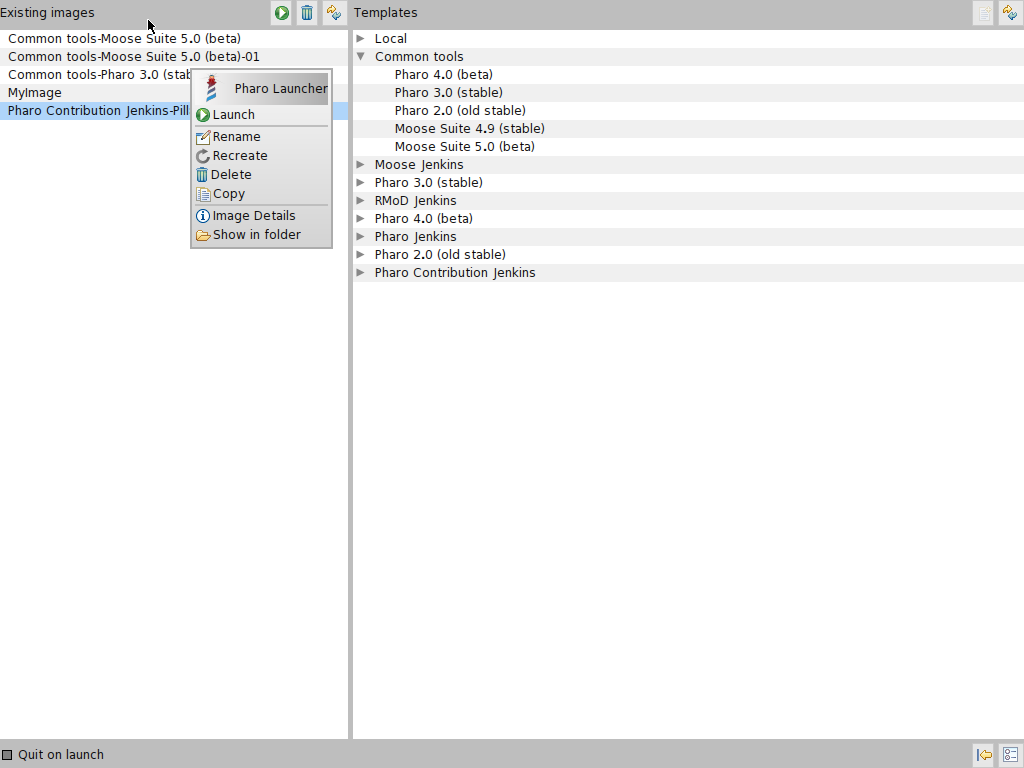 Existing images
Common tools-Moose Suite 5.0 (beta)
Common tools-Moose Suite 5.0 (beta)-01
Common tools-Pharo 3.0 (stab
MyImage
Pharo Contribution Jenkins-Pill
Pharo Launcher
Launch
Rename
Recreate
Delete
Copy
Image Details
Show in folder
Templates
Local
Common tools
Pharo 4.0 (beta)
Pharo 3.0 (stable)
Pharo 2.0 (old stable)
Moose Suite 4.9 (stable)
Moose Suite 5.0 (beta)
Moose Jenkins
Pharo 3.0 (stable)
RMoD Jenkins
Pharo 4.0 (beta)
Pharo Jenkins
Pharo 2.0 (old stable)
Pharo Contribution Jenkins
Quit on launch